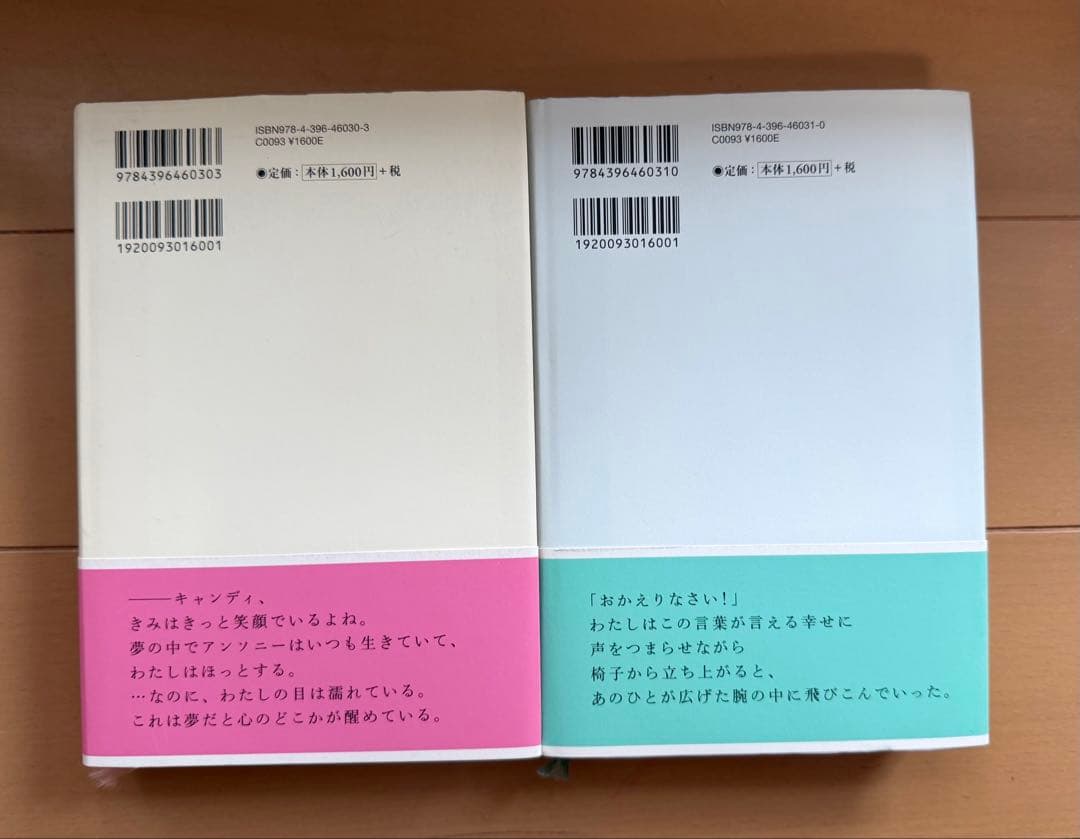 ISBN978-4-396-46030-3
C0093 ¥1600E
9784396460303
◉定価：本体1,600円＋税
1920093016001
―――キャンディ、
きみはきっと笑顔でいるよね。
夢の中でアンソニーはいつも生きていて、
わたしはほっとする。
…なのに、わたしの目は濡れている。
これは夢だと心のどこかが醒めている。
ISBN978-4-396-46031-0
C0093 ¥1600E
9784396460310
◉定価：本体1,600円＋税
1920093016001
「おかえりなさい！」
わたしはこの言葉が言える幸せに
声をつまらせながら
椅子から立ち上がると、
あのひとが広げた腕の中に飛びこんでいった。